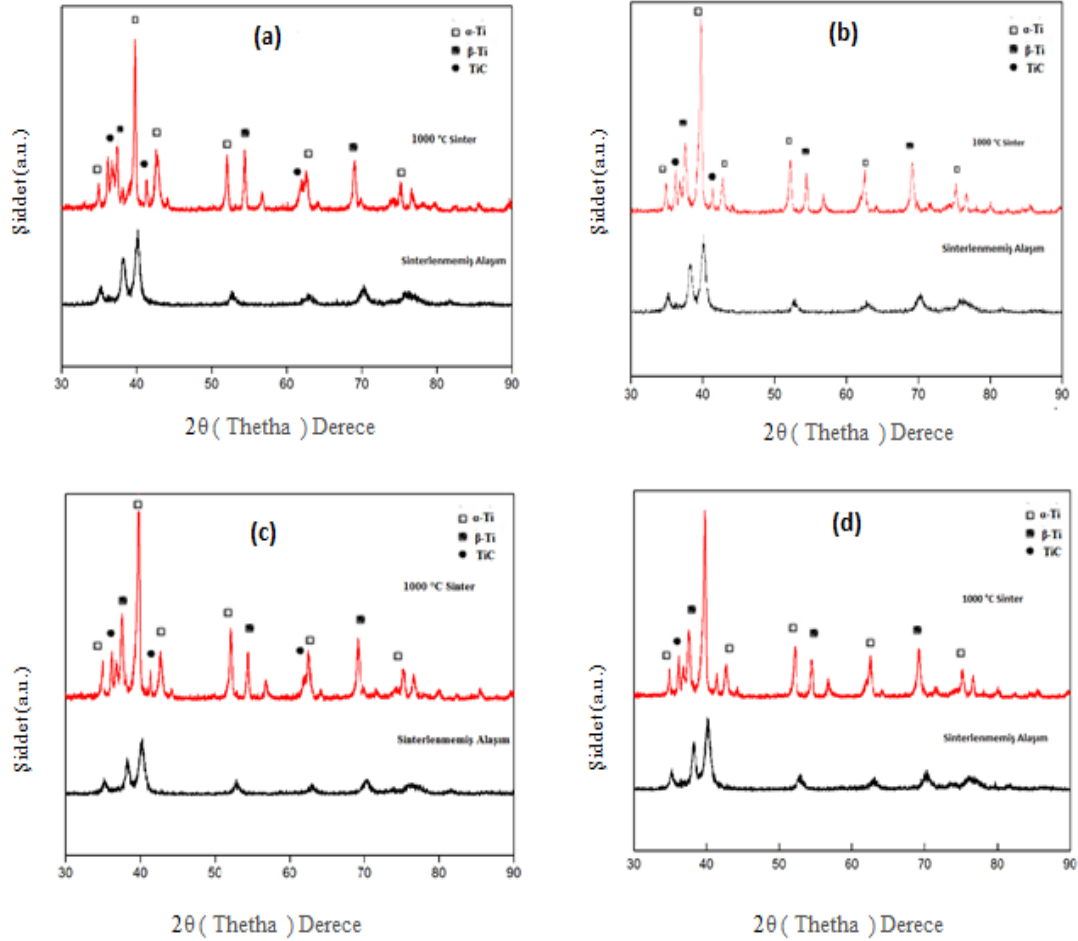 (a)
α-Ti
β-Ti
TiC
1000 °C Sinter
Sinterlenmemiş Alaşım
Şiddet (a.u.)
30 40 50 60 70 80 90
2θ ( Thetha ) Derece
(b)
α-Ti
β-Ti
TiC
1000 °C Sinter
Sinterlenmemiş Alaşım
Şiddet (a.u.)
30 40 50 60 70 80 90
2θ ( Thetha ) Derece
(c)
α-Ti
β-Ti
TiC
1000 °C Sinter
Sinterlenmemiş Alaşım
Şiddet (a.u.)
30 40 50 60 70 80 90
2θ ( Thetha ) Derece
(d)
α-Ti
β-Ti
TiC
1000 °C Sinter
Sinterlenmemiş Alaşım
Şiddet (a.u.)
30 40 50 60 70 80 90
2θ ( Thetha ) Derece